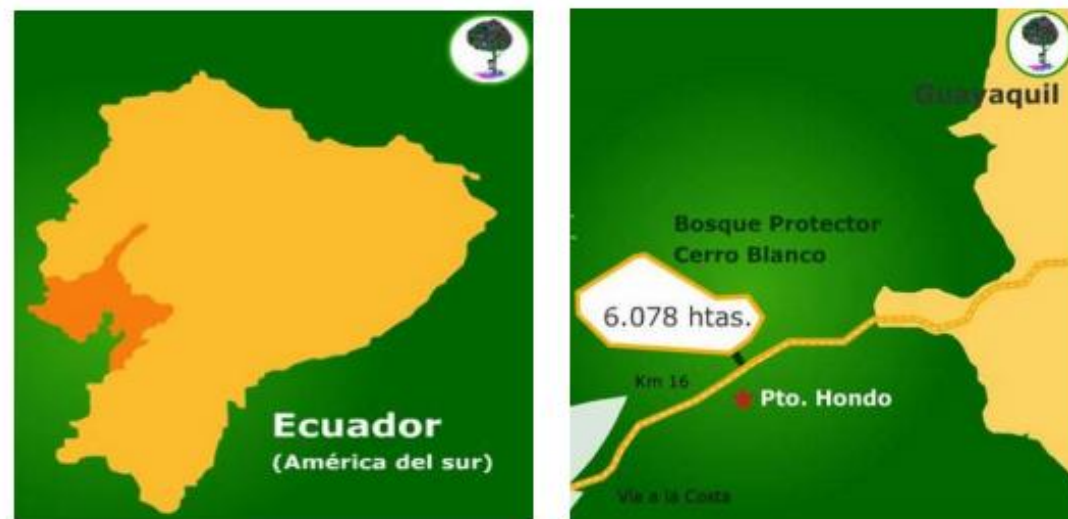 Ecuador
(América del sur)
Guayaquil
Bosque Protector
Cerro Blanco
6.078 htas.
Km 16
Pto. Hondo
Vía a la Costa